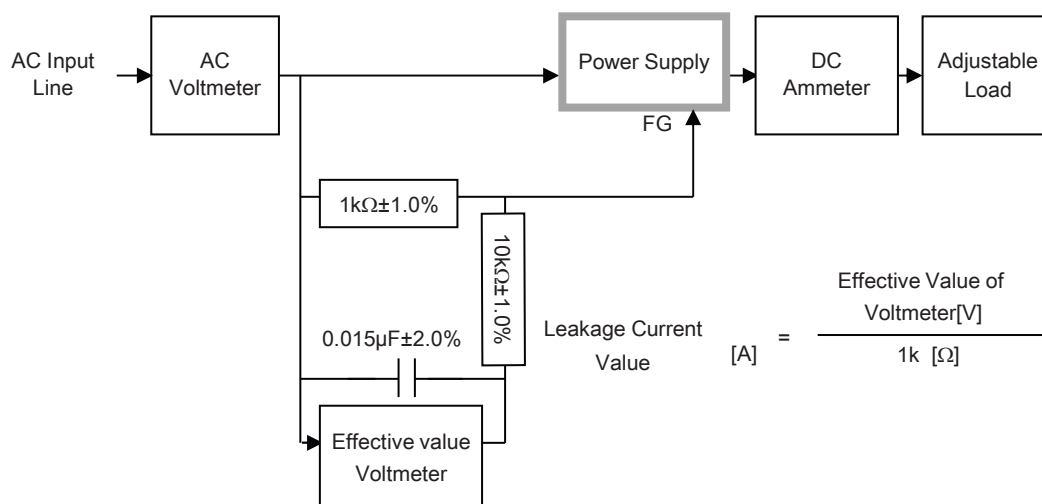 AC Input
Line
AC
Voltmeter
Power Supply
DC
Ammeter
Adjustable
Load
FG
1kΩ±1.0%
10kΩ±1.0%
0.015µF±2.0%
Effective value
Voltmeter
Leakage Current
Value
[A]
=
Effective Value of
Voltmeter[V]
1k [Ω]